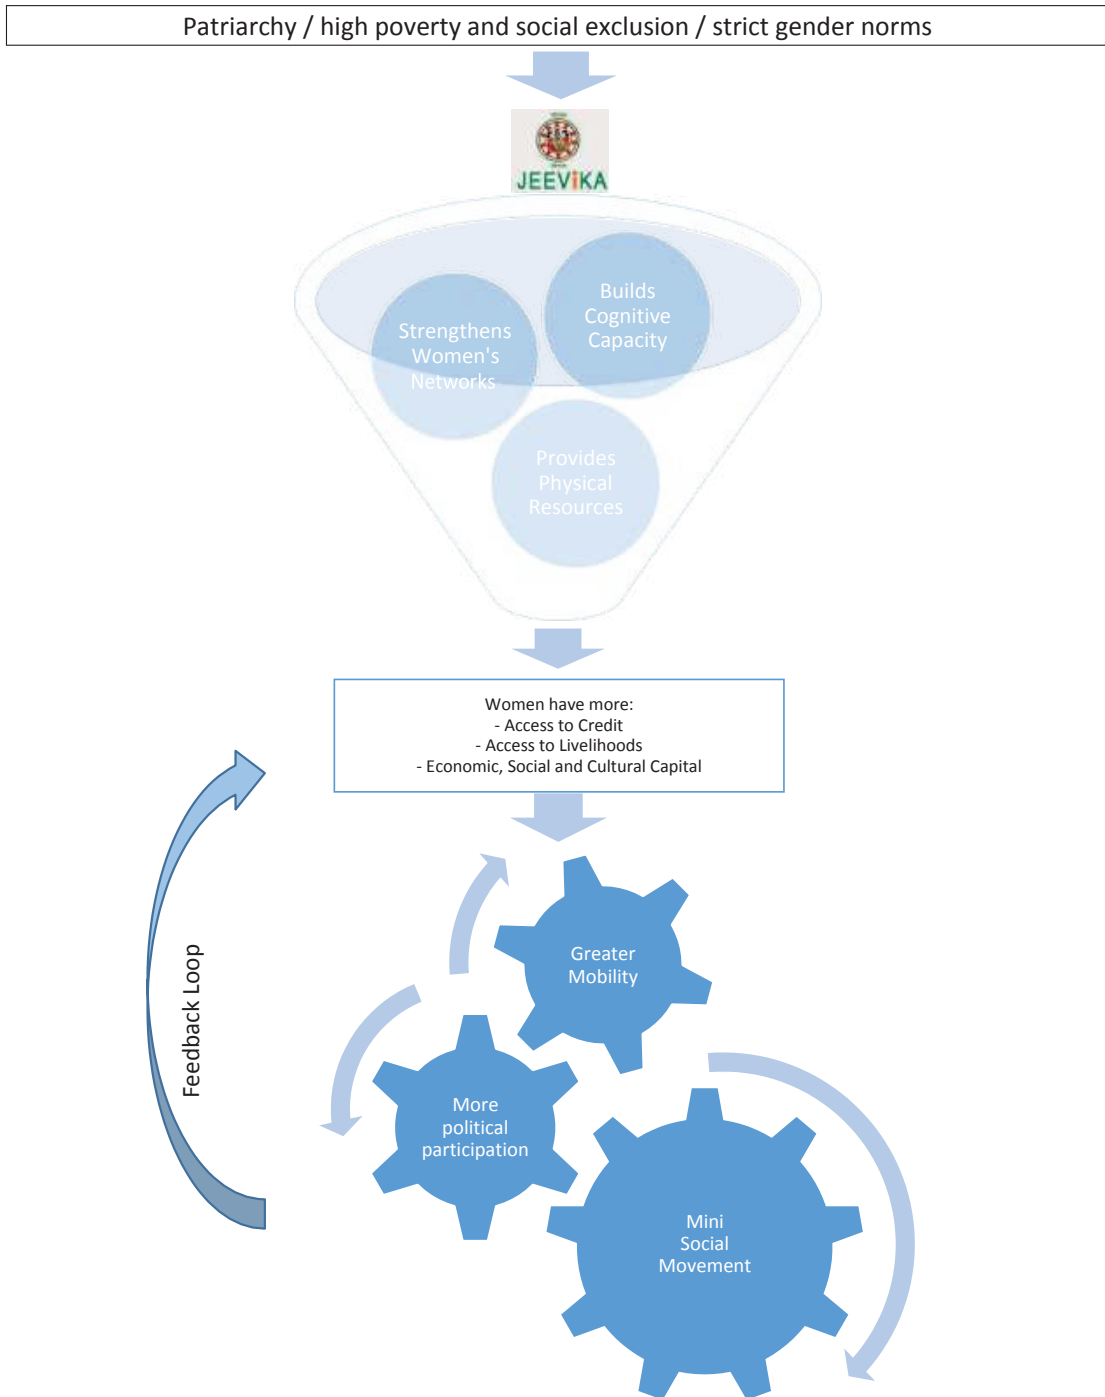 Patriarchy / high poverty and social exclusion / strict gender norms
JEEViKA
Builds
Cognitive
Capacity
Strengthens
Women's
Networks
Provides
Physical
Resources
Women have more:
- Access to Credit
- Access to Livelihoods
- Economic, Social and Cultural Capital
Feedback Loop
Greater
Mobility
More
political
participation
Mini
Social
Movement